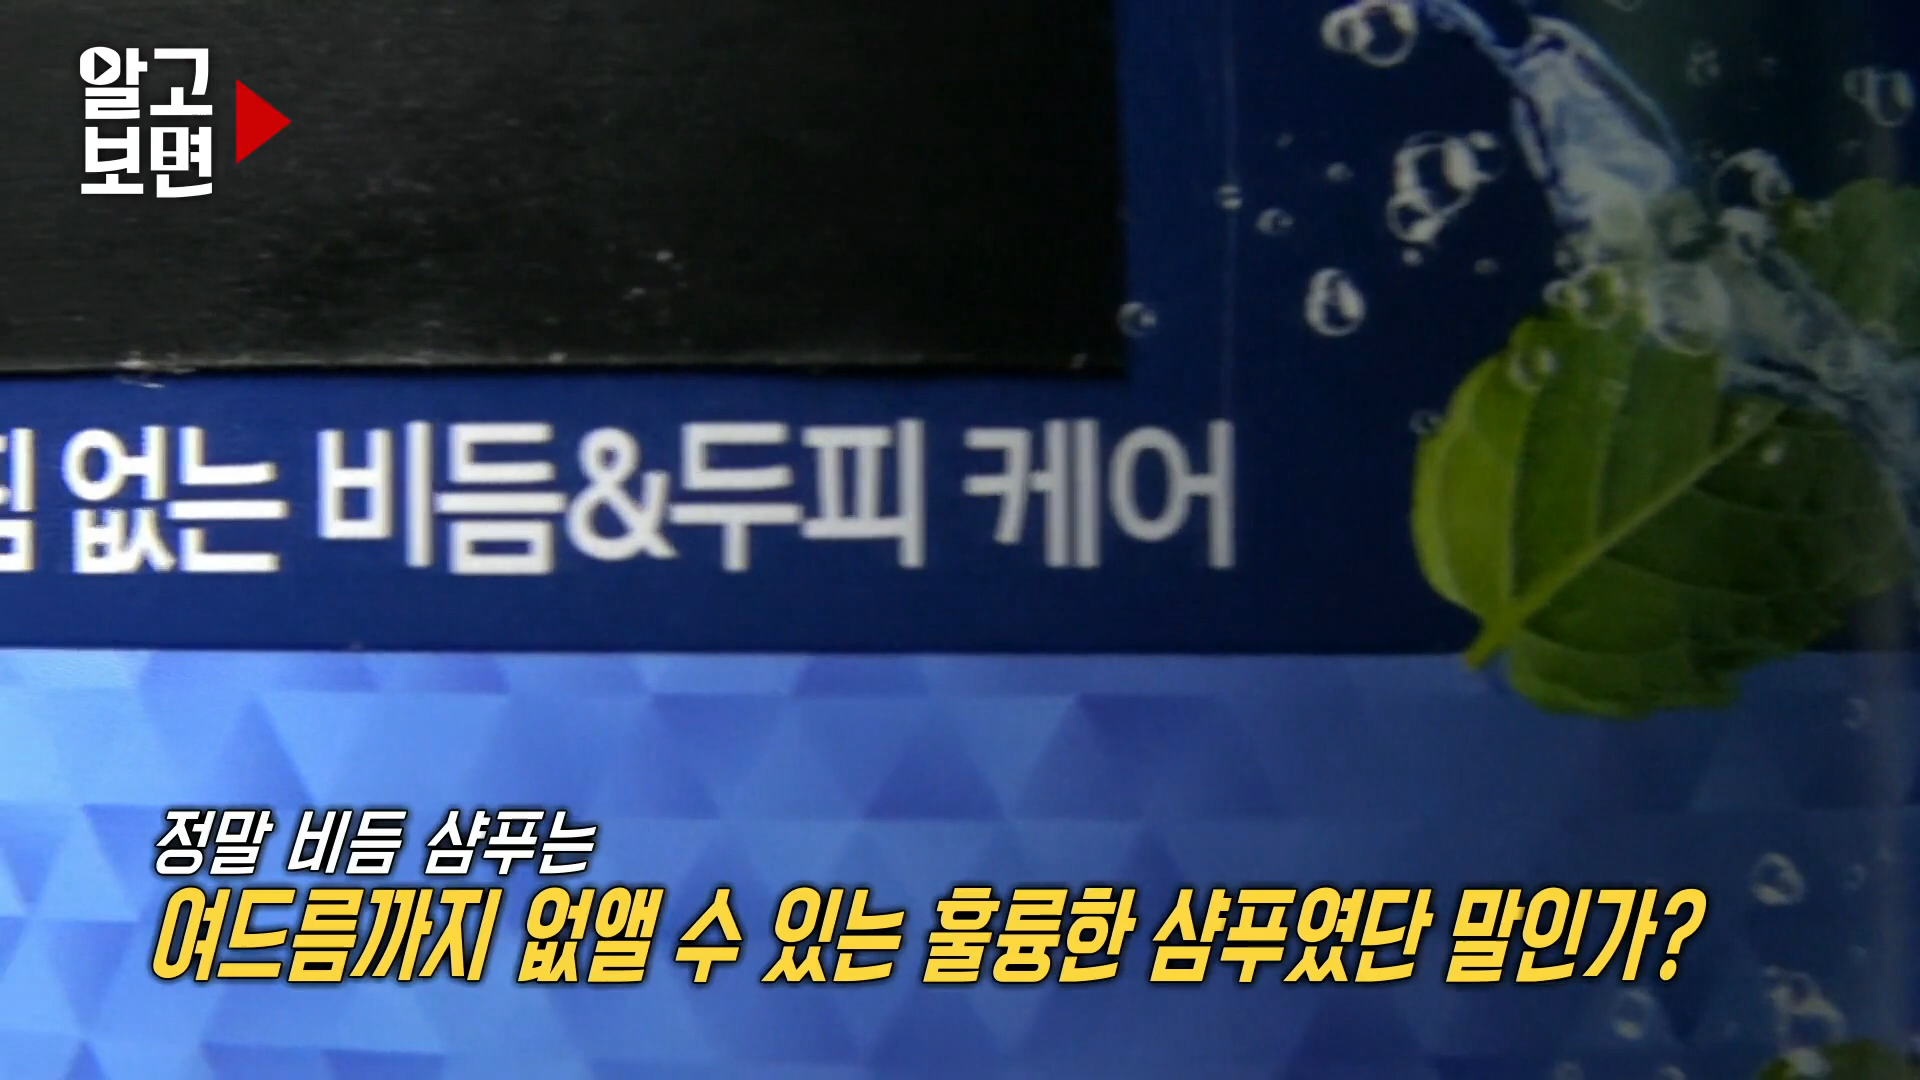 알고
보면
없는 비듬&두피 케어
정말 비듬 샴푸는
여드름까지 없앨 수 있는 훌륭한 샴푸였단 말인가?